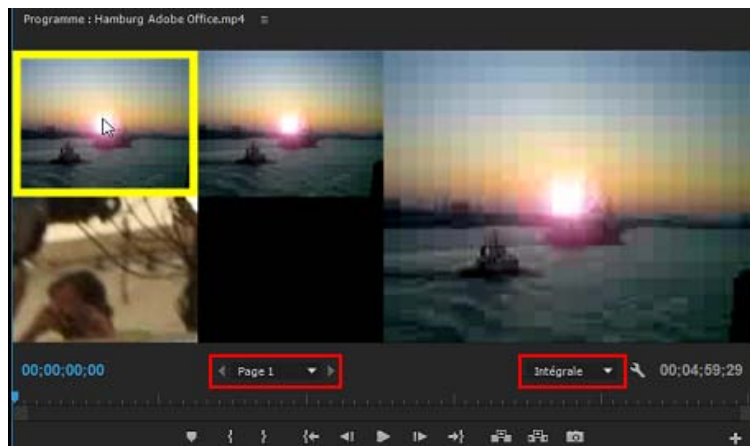 Programme : Hamburg Adobe Office.mp4
00;00;00;00
Page 1
Intégrale
00;04;59;29